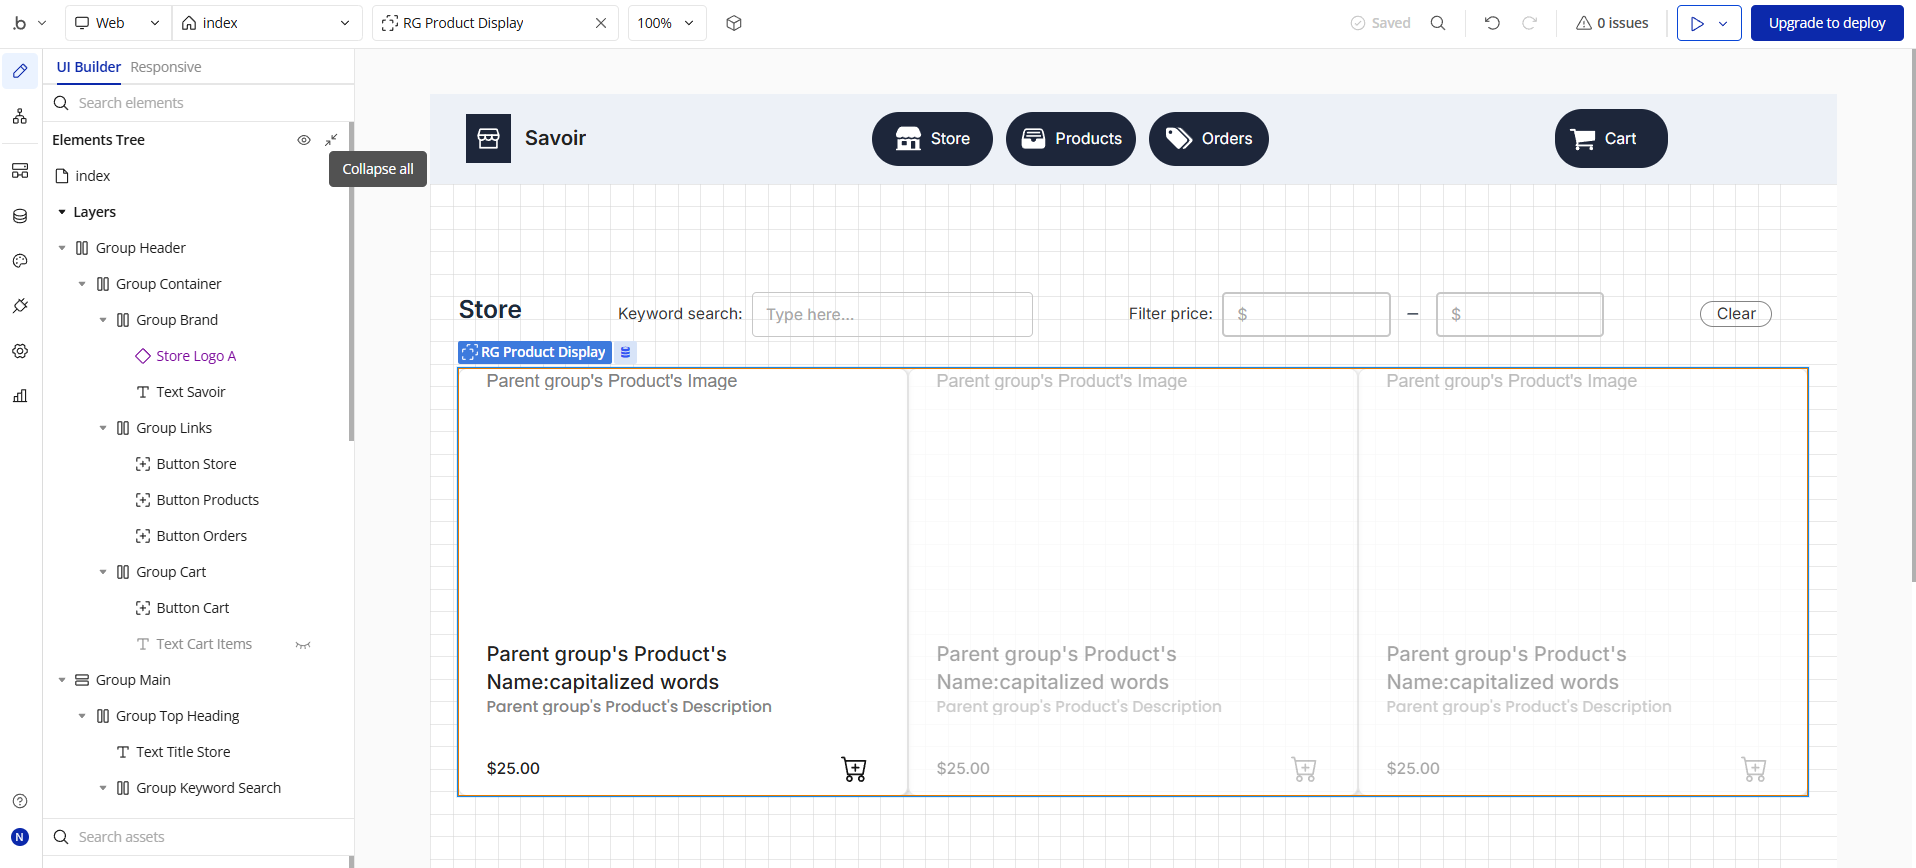 .b
Web
index
RG Product Display
100%
Saved
0 issues
Upgrade to deploy
UI Builder
Responsive
Search elements
Elements Tree
Collapse all
index
Layers
Group Header
Group Container
Group Brand
Store Logo A
Text Savoir
Group Links
Button Store
Button Products
Button Orders
Group Cart
Button Cart
Text Cart Items
Group Main
Group Top Heading
Text Title Store
Group Keyword Search
Search assets
N
Savoir
Store
Products
Orders
Cart
Store
Keyword search:
Type here...
Filter price:
$
–
$
Clear
RG Product Display
Parent group's Product's Image
Parent group's Product's Name:capitalized words
Parent group's Product's Description
$25.00
Parent group's Product's Image
Parent group's Product's Name:capitalized words
Parent group's Product's Description
$25.00
Parent group's Product's Image
Parent group's Product's Name:capitalized words
Parent group's Product's Description
$25.00